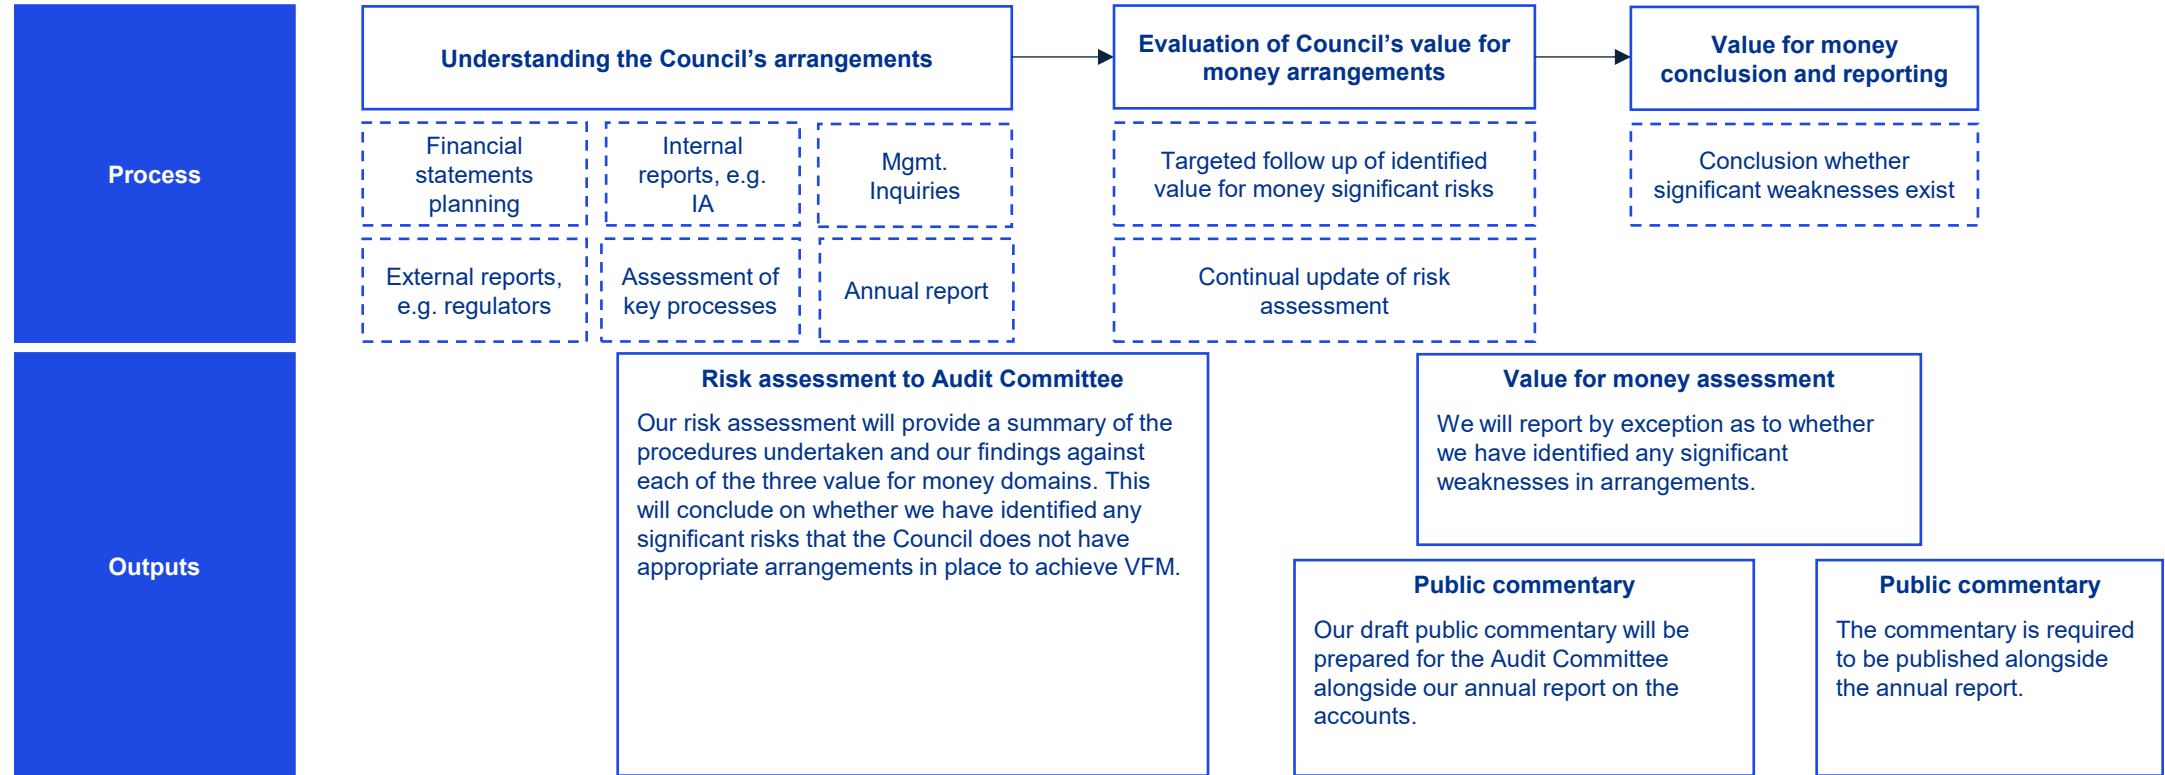 Process
Understanding the Council’s arrangements
Evaluation of Council’s value for
money arrangements
Value for money
conclusion and reporting
Financial
statements
planning
Internal
reports, e.g.
IA
Mgmt.
Inquiries
Targeted follow up of identified
value for money significant risks
Conclusion whether
significant weaknesses exist
External reports,
e.g. regulators
Assessment of
key processes
Annual report
Continual update of risk
assessment
Outputs
Risk assessment to Audit Committee
Our risk assessment will provide a summary of the
procedures undertaken and our findings against
each of the three value for money domains. This
will conclude on whether we have identified any
significant risks that the Council does not have
appropriate arrangements in place to achieve VFM.
Value for money assessment
We will report by exception as to whether
we have identified any significant
weaknesses in arrangements.
Public commentary
Our draft public commentary will be
prepared for the Audit Committee
alongside our annual report on the
accounts.
Public commentary
The commentary is required
to be published alongside
the annual report.